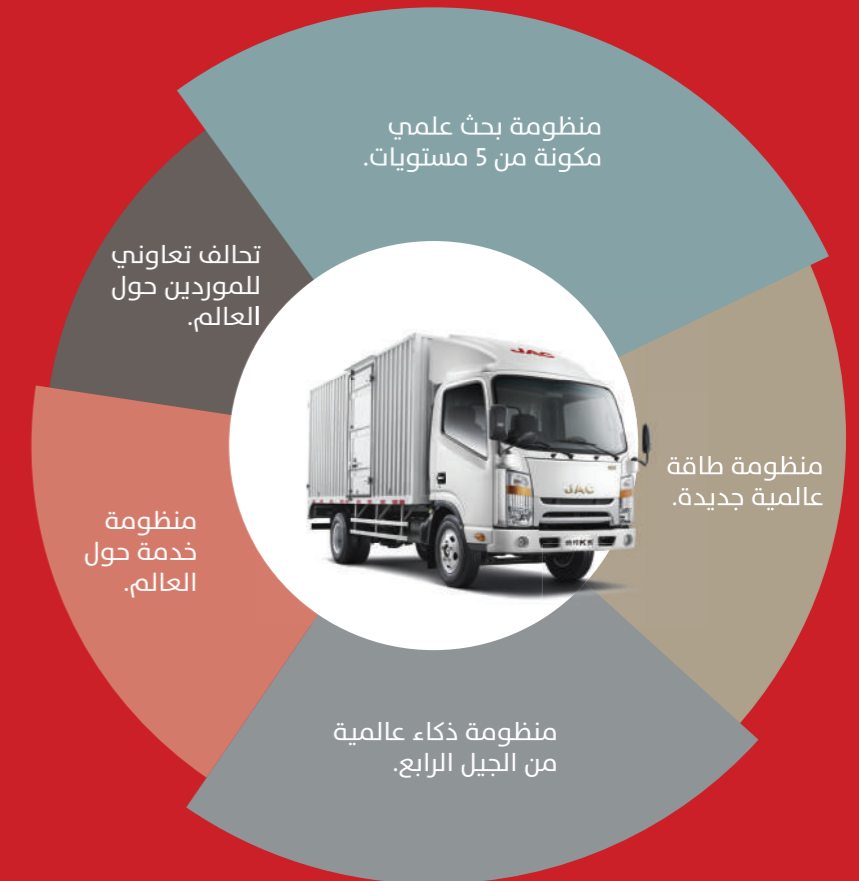 منظومة بحث علمي
مكونة من 5 مستويات.
تحالف تعاوني
للموردين حول
العالم.
منظومة طاقة
عالمية جديدة.
منظومة
خدمة حول
العالم.
منظومة ذكاء عالمية
من الجيل الرابع.
JAC
JAC